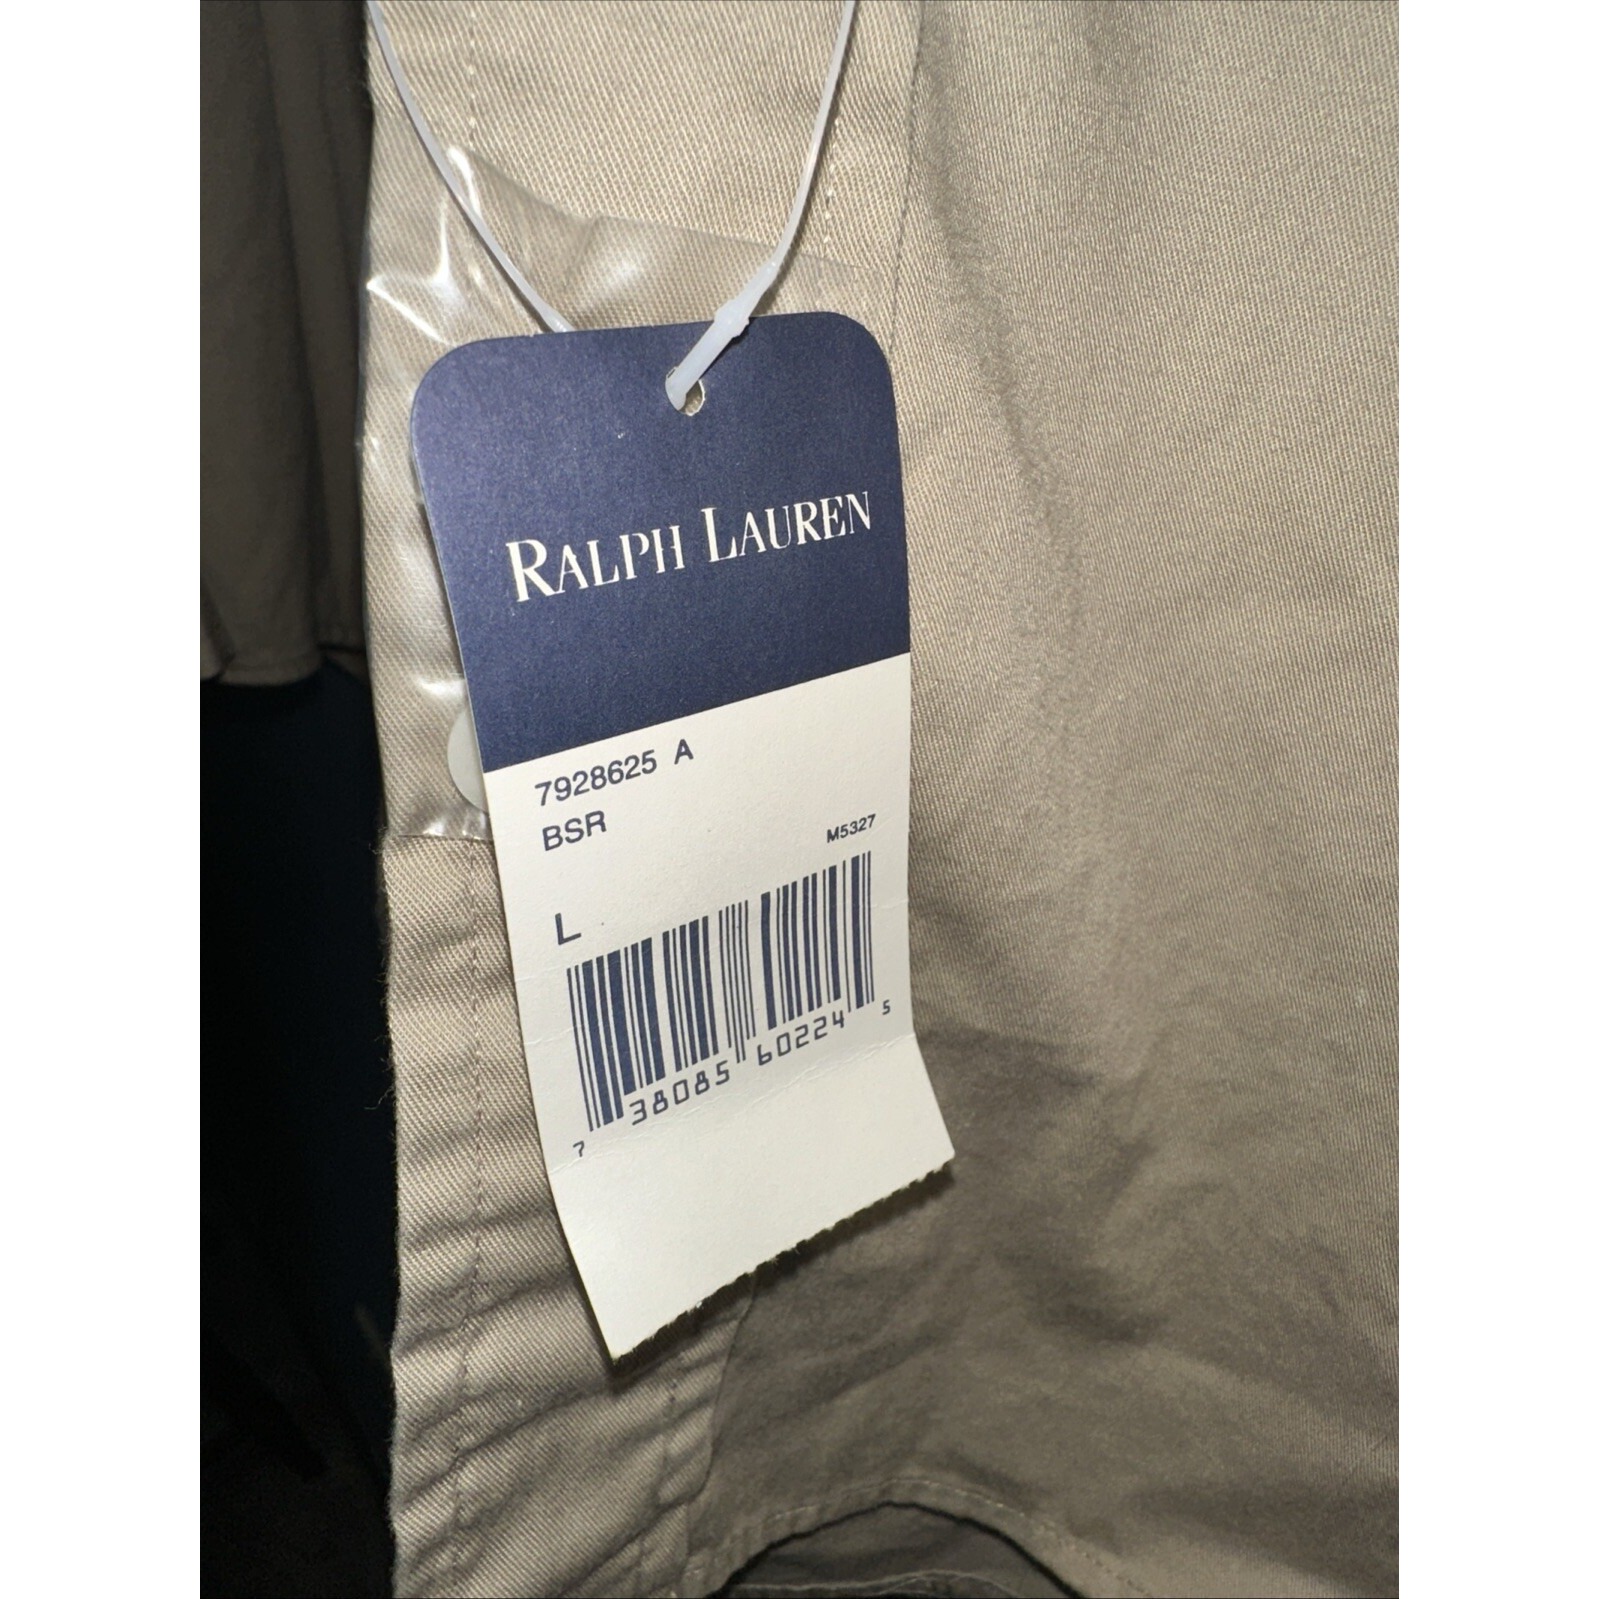 RALPH LAUREN
7928625 A
BSR
M5327
L
7 38085 60224 5